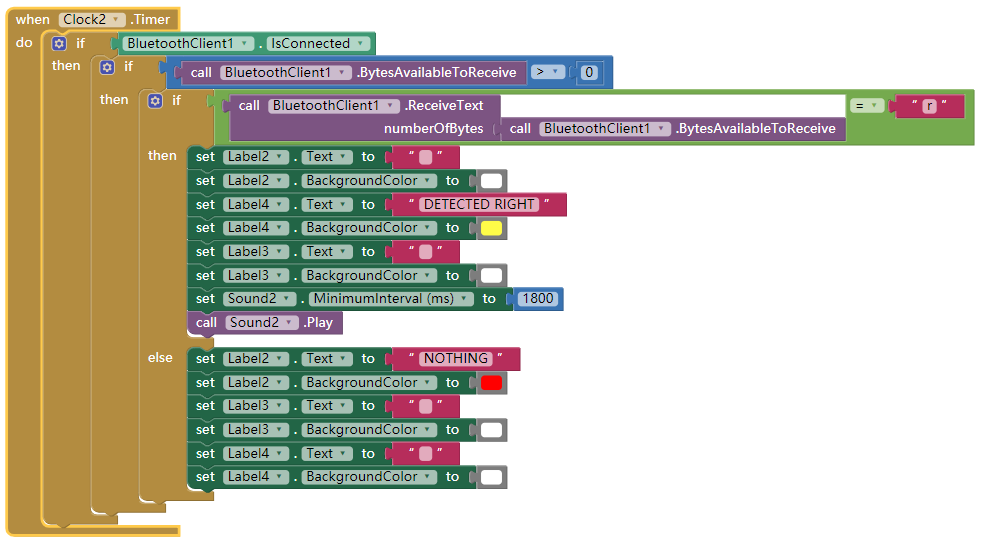 when Clock2 .Timer
do if BluetoothClient1 . IsConnected
then if call BluetoothClient1 .BytesAvailableToReceive > 0
then if call BluetoothClient1 .ReceiveText = " r "
numberOfBytes call BluetoothClient1 .BytesAvailableToReceive
then set Label2 . Text to " "
set Label2 . BackgroundColor to
set Label4 . Text to " DETECTED RIGHT "
set Label4 . BackgroundColor to
set Label3 . Text to " "
set Label3 . BackgroundColor to
set Sound2 . MinimumInterval (ms) to 1800
call Sound2 .Play
else set Label2 . Text to " NOTHING "
set Label2 . BackgroundColor to
set Label3 . Text to " "
set Label3 . BackgroundColor to
set Label4 . Text to " "
set Label4 . BackgroundColor to